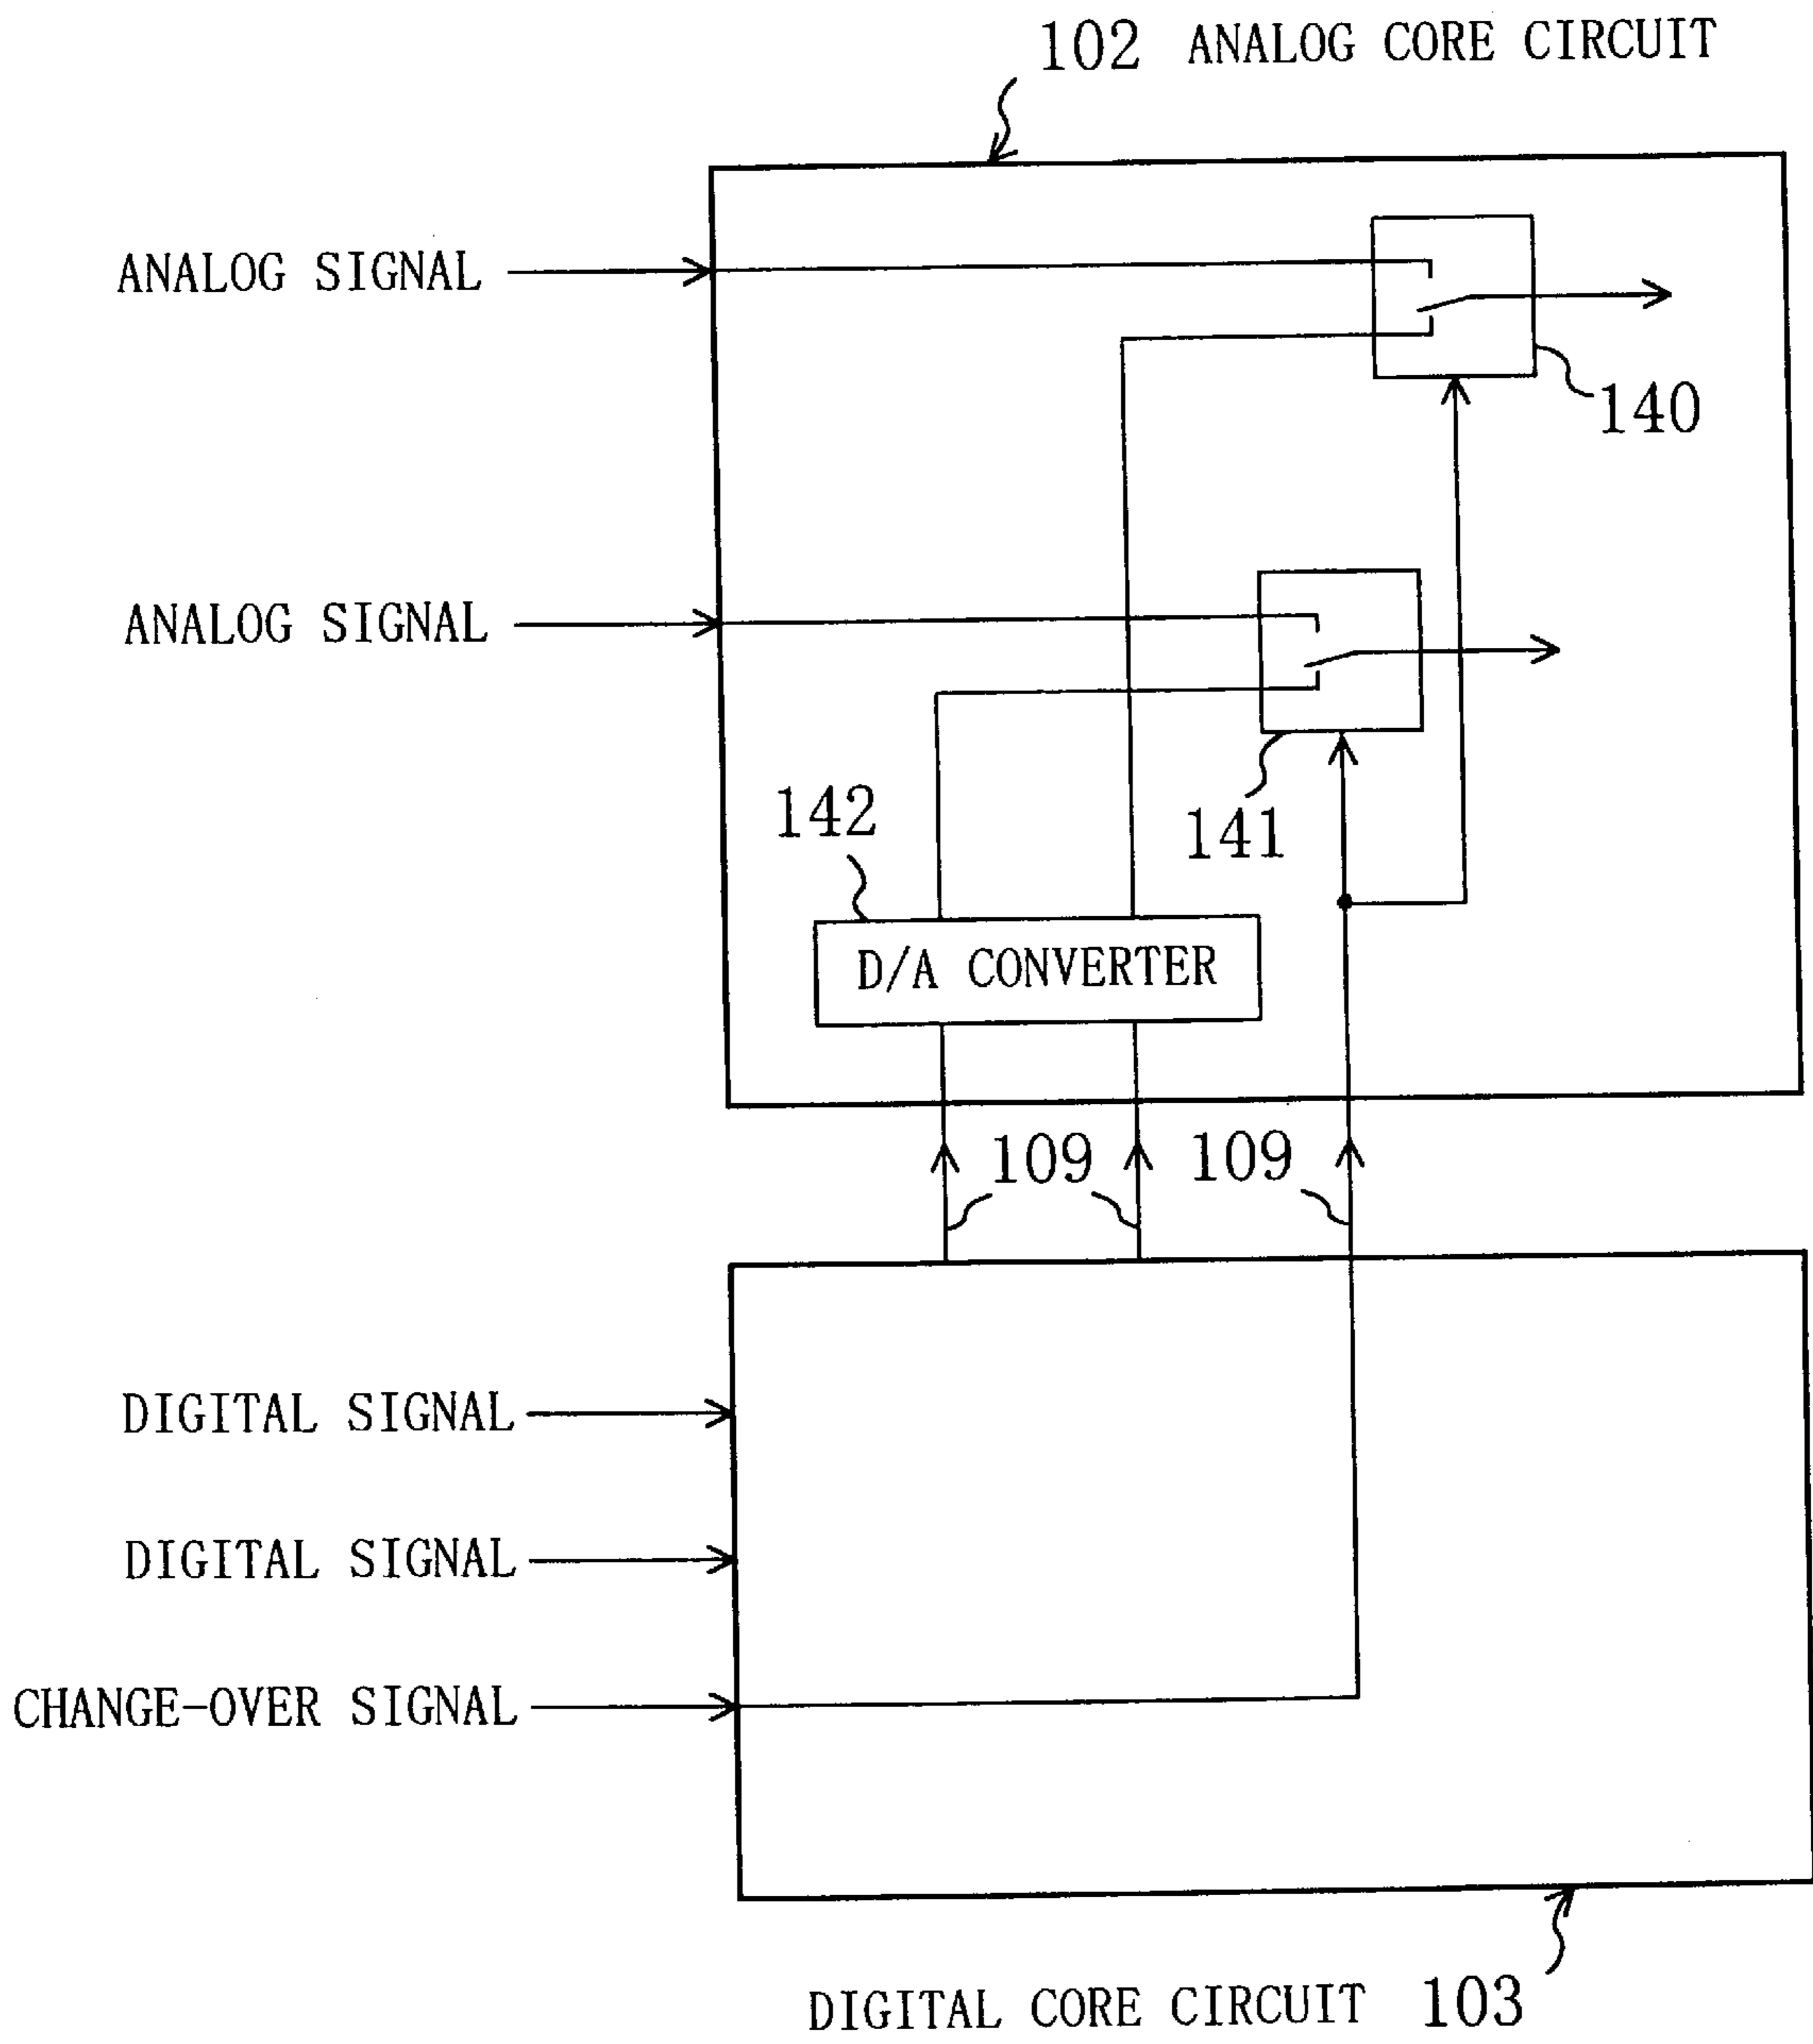 102 ANALOG CORE CIRCUIT
ANALOG SIGNAL
140
ANALOG SIGNAL
142
141
D/A CONVERTER
109 109
DIGITAL SIGNAL
DIGITAL SIGNAL
CHANGE-OVER SIGNAL
DIGITAL CORE CIRCUIT 103